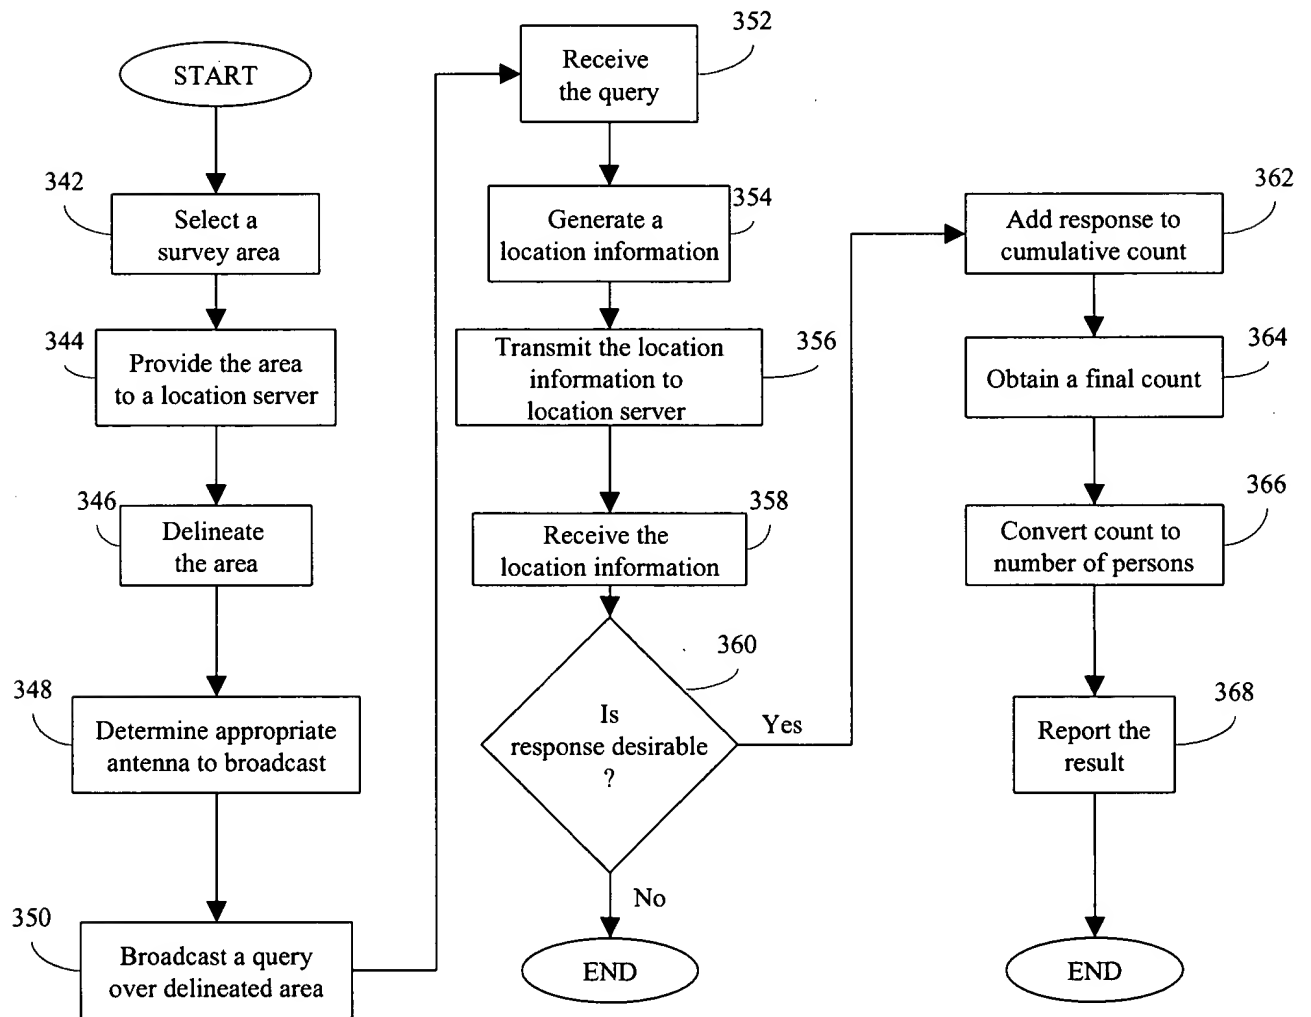 START
342
Select a
survey area
344
Provide the area
to a location server
346
Delineate
the area
348
Determine appropriate
antenna to broadcast
350
Broadcast a query
over delineated area
352
Receive
the query
354
Generate a
location information
356
Transmit the location
information to
location server
358
Receive the
location information
360
Is
response desirable
?
Yes
No
END
362
Add response to
cumulative count
364
Obtain a final count
366
Convert count to
number of persons
368
Report the
result
END